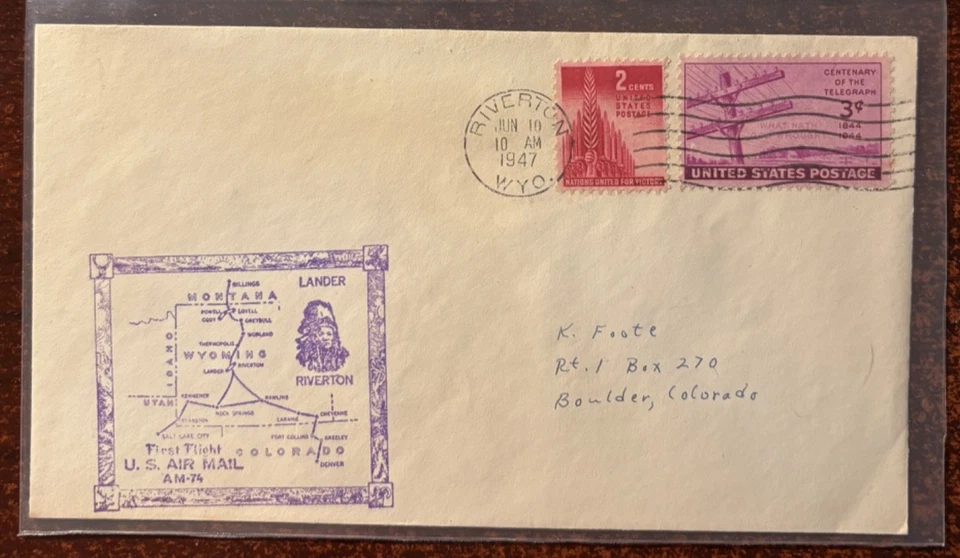 RIVERTON
JUN 10
10 AM
1947
WYO.
2 CENTS
UNITED
STATES
POSTAGE
NATIONS UNITED FOR VICTORY
CENTENARY
OF THE
TELEGRAPH
3¢
WHAT HATH
1844
1944
UNITED STATES POSTAGE
BILLINGS
MONTANA
POWELL
LOVELL
CODY
GREYBULL
WORLAND
THERMOPOLIS
WYOMING
RIVERTON
LANDER
IDAHO
UTAH
KEMMERER
RAWLINS
ROCK SPRINGS
EVANSTON
LARAMIE
CHEYENNE
SALT LAKE CITY
FORT COLLINS
GREELEY
COLORADO
DENVER
First Flight
U.S. AIR MAIL
AM-74
LANDER
RIVERTON
K. Foote
Rt. 1 Box 270
Boulder, Colorado